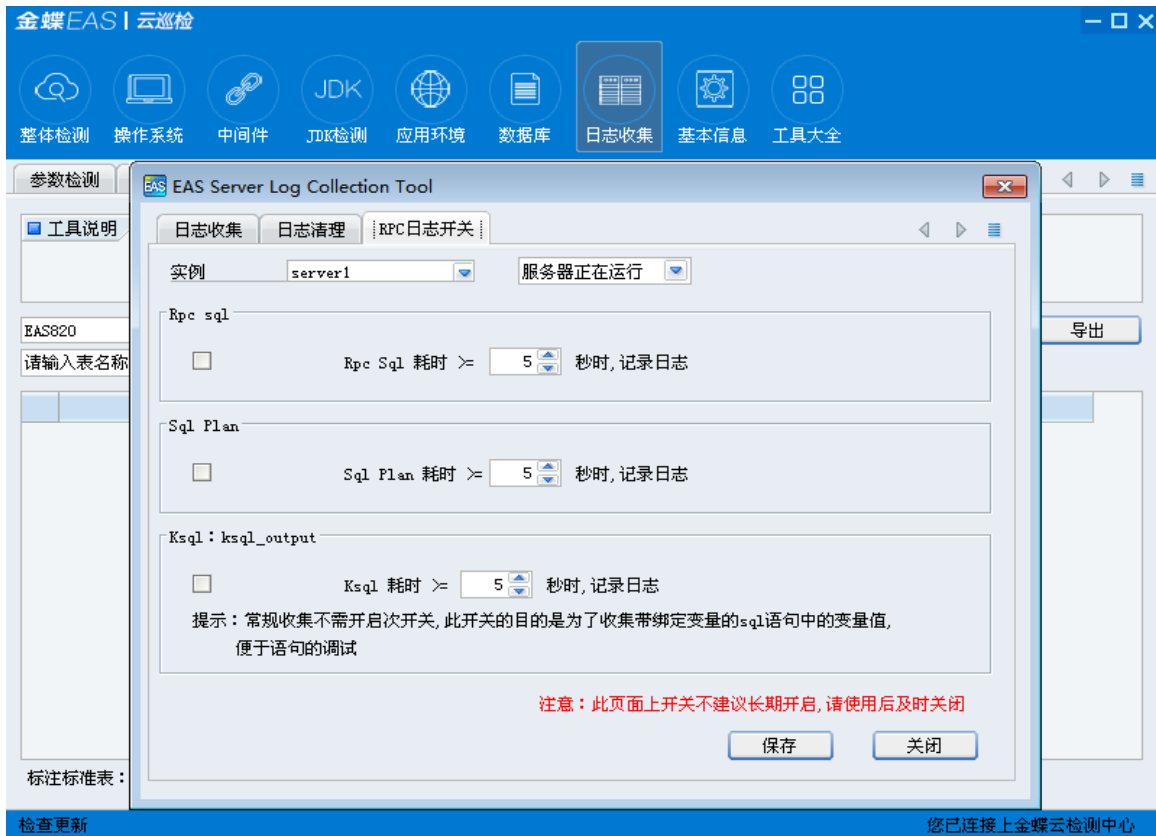 金蝶EAS | 云巡检
整体检测 操作系统 中间件 JDK JDK检测 应用环境 数据库 日志收集 基本信息 工具大全
参数检测
EAS EAS Server Log Collection Tool
工具说明
日志收集 日志清理 RPC日志开关
实例 server1 服务器正在运行
Rpc sql
EAS820
导出
请输入表名称
Rpc Sql 耗时 >= 5 秒时,记录日志
Sql Plan
Sql Plan 耗时 >= 5 秒时,记录日志
Ksql：ksql_output
Ksql 耗时 >= 5 秒时,记录日志
提示：常规收集不需开启次开关,此开关的目的是为了收集带绑定变量的sql语句中的变量值,
便于语句的调试
注意：此页面上开关不建议长期开启,请使用后及时关闭
保存 关闭
标注标准表：
检查更新 您已连接上金蝶云检测中心